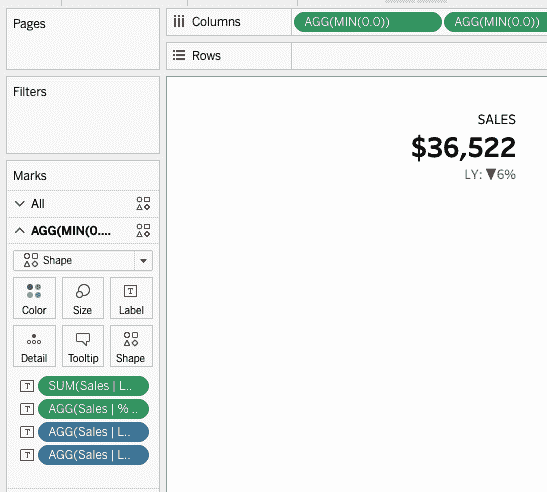 Pages
Columns
AGG(MIN(0.0))
AGG(MIN(0.0))
Rows
Filters
Marks
All
AGG(MIN(0....
Shape
Color
Size
T
Label
Detail
Tooltip
Shape
T SUM(Sales | L..
T AGG(Sales | % ..
T AGG(Sales | L..
T AGG(Sales | L..
SALES
$36,522
LY: ▼6%